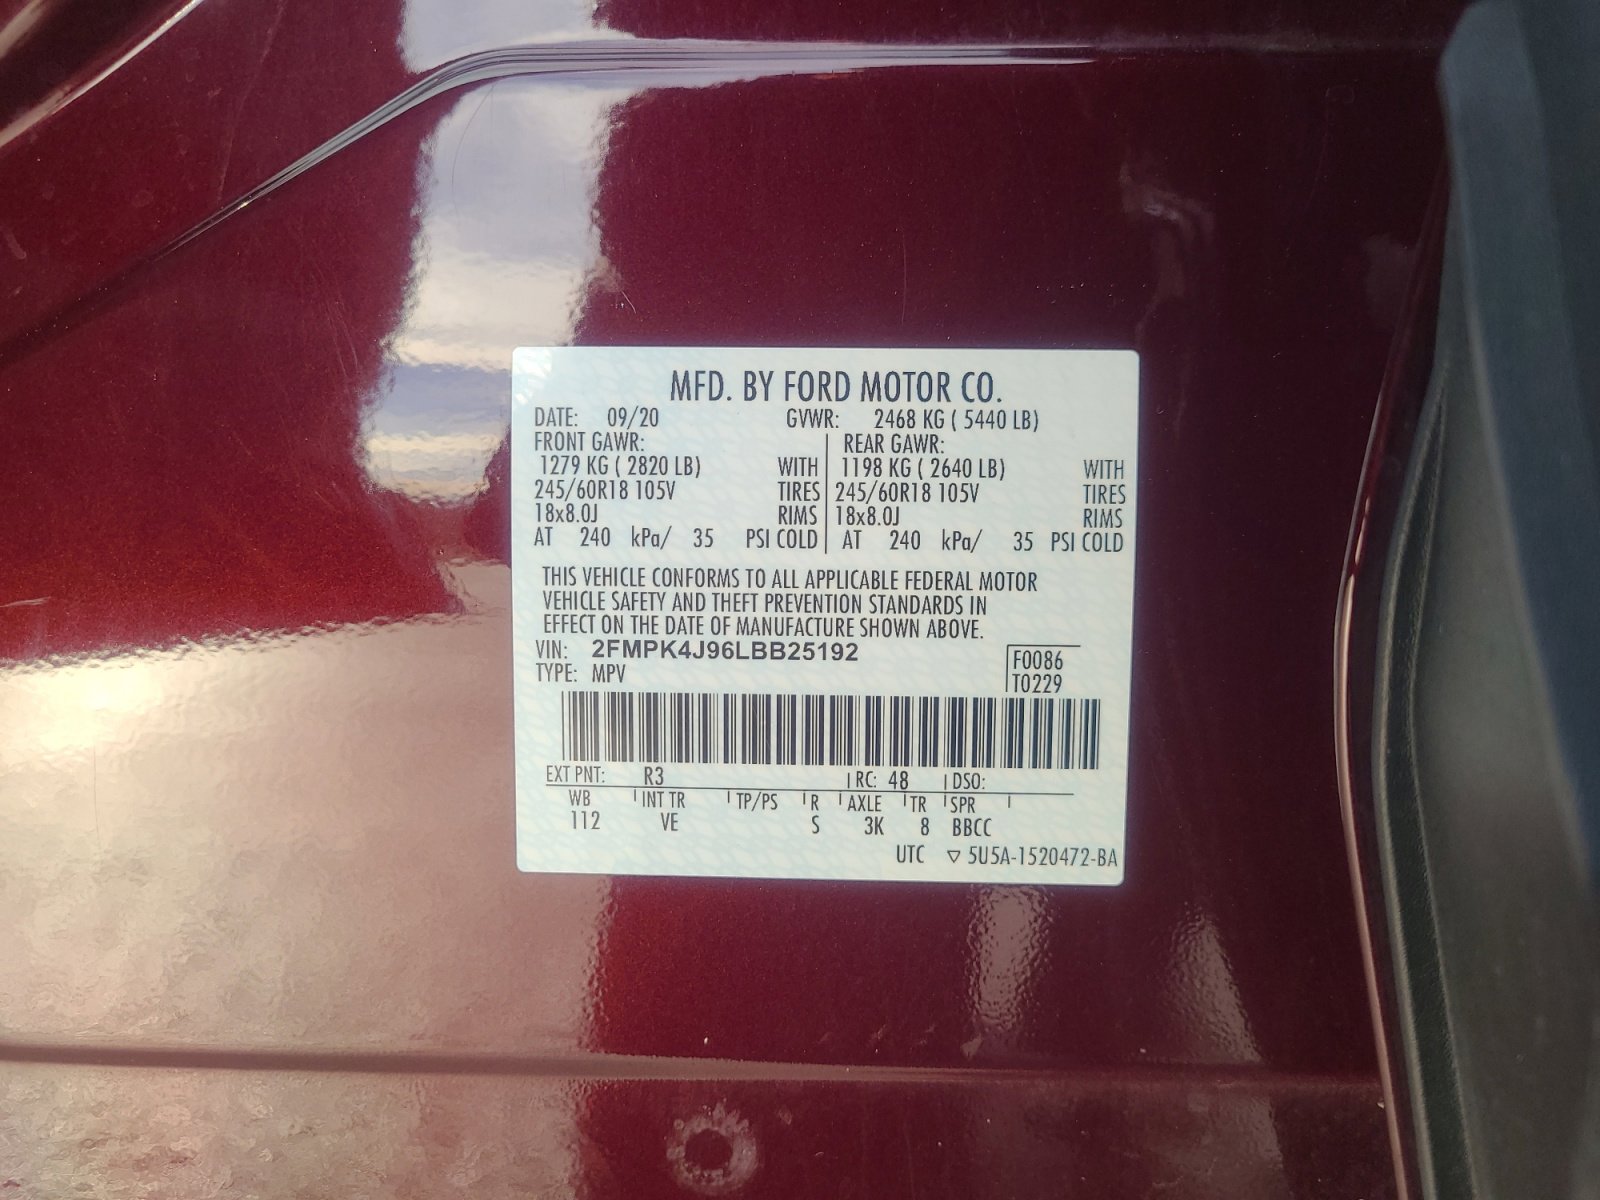 MFD. BY FORD MOTOR CO.
DATE: 09/20 GVWR: 2468 KG ( 5440 LB)
FRONT GAWR: REAR GAWR:
1279 KG ( 2820 LB) WITH 1198 KG ( 2640 LB) WITH
245/60R18 105V TIRES 245/60R18 105V TIRES
18x8.0J RIMS 18x8.0J RIMS
AT 240 kPa/ 35 PSI COLD AT 240 kPa/ 35 PSI COLD
THIS VEHICLE CONFORMS TO ALL APPLICABLE FEDERAL MOTOR
VEHICLE SAFETY AND THEFT PREVENTION STANDARDS IN
EFFECT ON THE DATE OF MANUFACTURE SHOWN ABOVE.
VIN: 2FMPK4J96LBB25192 F0086
TYPE: MPV T0229
EXT PNT: R3 RC: 48 DSO:
WB INT TR TP/PS R AXLE TR SPR
112 VE S 3K 8 BBCC
UTC ▽ 5U5A-1520472-BA